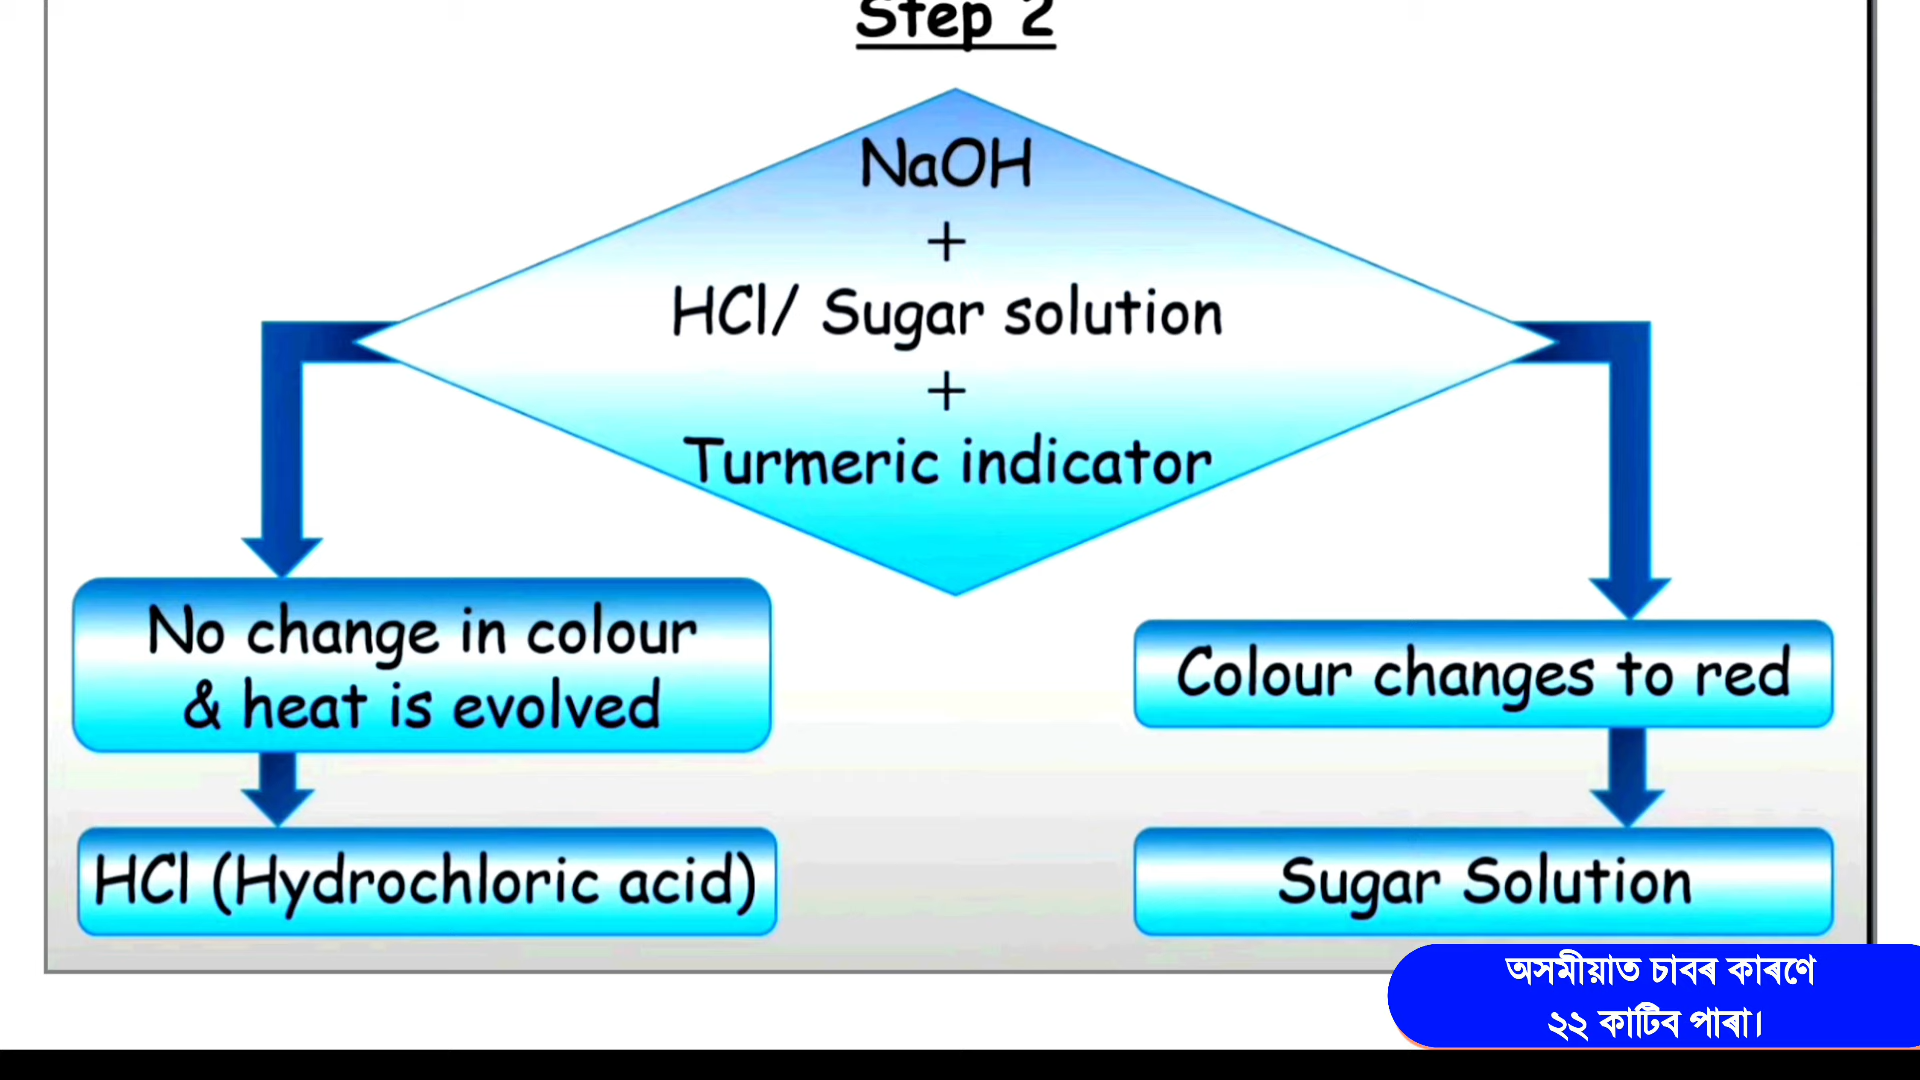 Step 2
NaOH
+
HCl/ Sugar solution
+
Turmeric indicator
No change in colour
& heat is evolved
Colour changes to red
HCl (Hydrochloric acid)
Sugar Solution
অসমীয়াত চাবৰ কাৰণে
২২ কাটিব পাৰা।